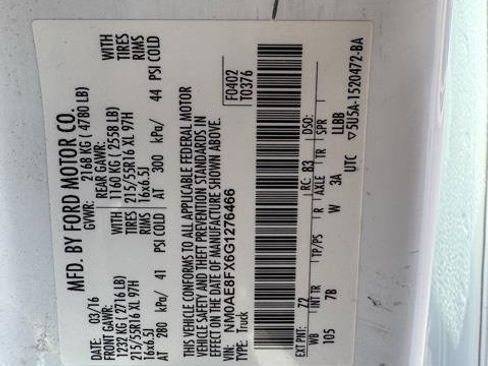 MFD. BY FORD MOTOR CO.
DATE: 03/16
GVWR: 2168 KG ( 4780 LB)
FRONT GAWR: 1232 KG ( 2716 LB)
REAR GAWR: 1160 KG ( 2558 LB)
WITH TIRES RIMS
215/55R16 XL 97H
16x6.5J
AT 280 kPa/ 41 PSI COLD
WITH TIRES RIMS
215/55R16 XL 97H
16x6.5J
AT 300 kPa/ 44 PSI COLD
THIS VEHICLE CONFORMS TO ALL APPLICABLE FEDERAL MOTOR
VEHICLE SAFETY AND THEFT PREVENTION STANDARDS IN
EFFECT ON THE DATE OF MANUFACTURE SHOWN ABOVE.
VIN: NM0AE8FX6G1276466
TYPE: Truck
F0402
T0376
EXT PNT: Z2 RC: 83 DSO:
WB INT TR TP/PS R AXLE TR SPR
105 7B W 3A LLBB
UTC ▽5U5A-1520472-BA